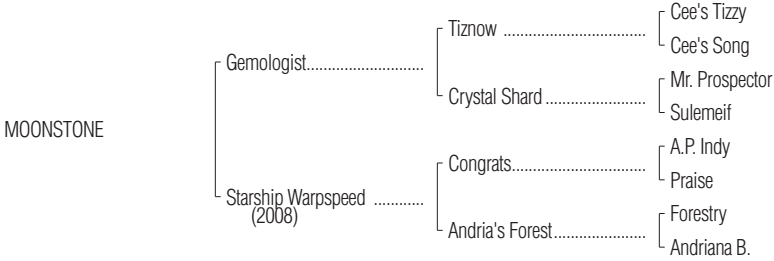 Cee's Tizzy
Tiznow ..................................
Cee's Song
Gemologist............................
Mr. Prospector
Crystal Shard ........................
Sulemeif
MOONSTONE
A.P. Indy
Congrats................................
Praise
Starship Warpspeed ............
(2008)
Forestry
Andria's Forest......................
Andriana B.